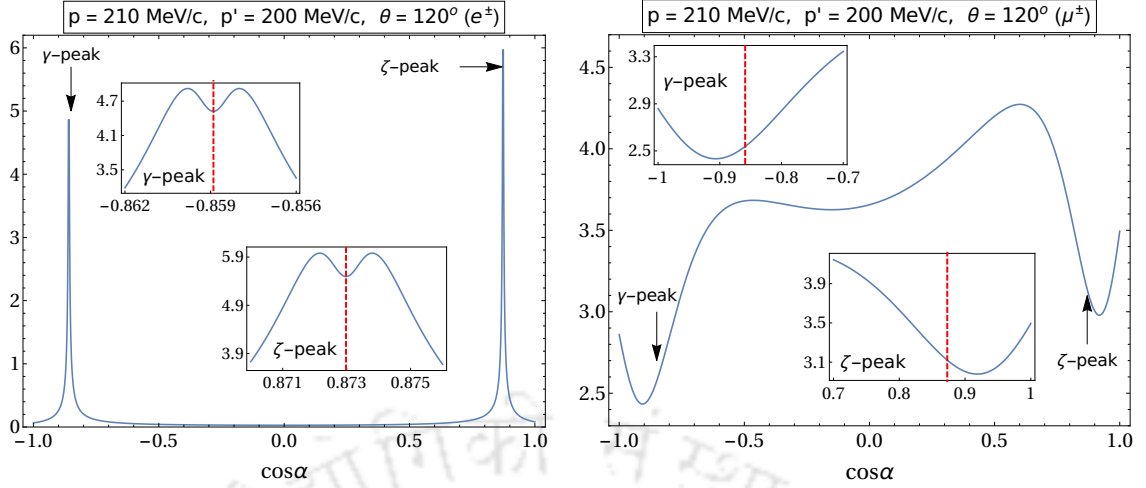 p = 210 MeV/c, p' = 200 MeV/c, θ = 120° (e±)
6
5
4
3
2
1
0
γ−peak
ζ−peak
4.7
4.1
3.5
γ−peak
−0.862 −0.859 −0.856
5.9
4.9
3.9
ζ−peak
0.871 0.873 0.875
−1.0 −0.5 0.0 0.5 1.0
cosα
p = 210 MeV/c, p' = 200 MeV/c, θ = 120° (μ±)
4.5
4.0
3.5
3.0
2.5
3.3
2.9
2.5
γ−peak
−1 −0.9 −0.8 −0.7
γ−peak
3.9
3.1
ζ−peak
0.7 0.8 0.9 1
ζ−peak
−1.0 −0.5 0.0 0.5 1.0
cosα